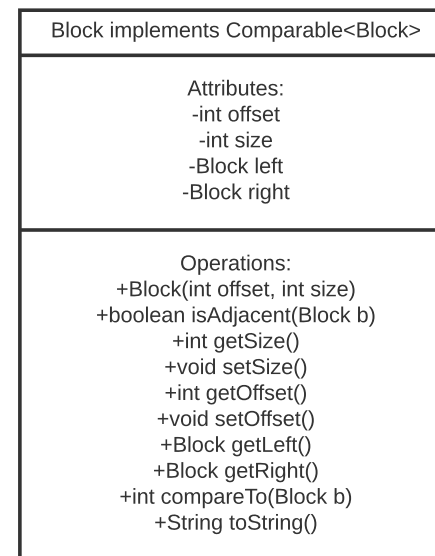 Block implements Comparable<Block>
Attributes:
-int offset
-int size
-Block left
-Block right
Operations:
+Block(int offset, int size)
+boolean isAdjacent(Block b)
+int getSize()
+void setSize()
+int getOffset()
+void setOffset()
+Block getLeft()
+Block getRight()
+int compareTo(Block b)
+String toString()